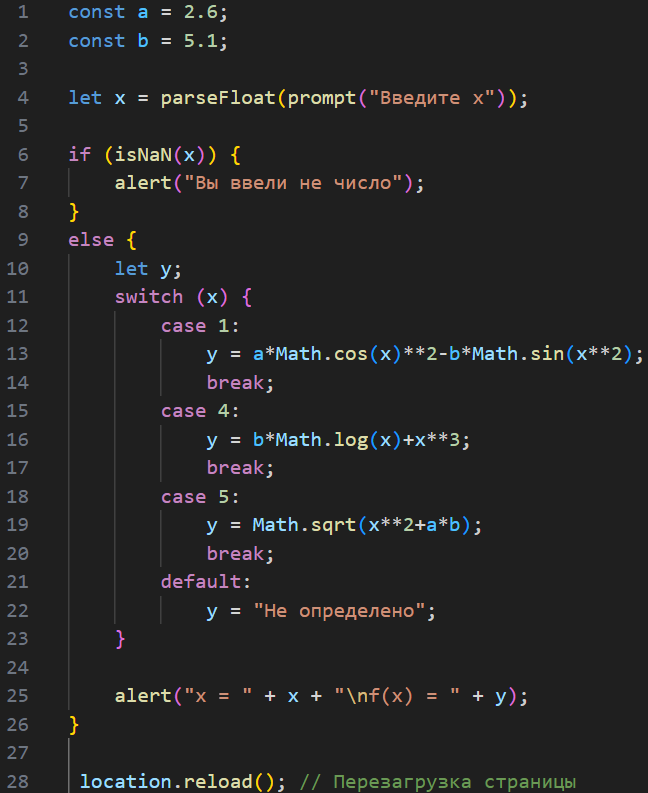 1 const a = 2.6;
2 const b = 5.1;
3
4 let x = parseFloat(prompt("Введите x"));
5
6 if (isNaN(x)) {
7     alert("Вы ввели не число");
8 }
9 else {
10     let y;
11     switch (x) {
12         case 1:
13             y = a*Math.cos(x)**2-b*Math.sin(x**2);
14             break;
15         case 4:
16             y = b*Math.log(x)+x**3;
17             break;
18         case 5:
19             y = Math.sqrt(x**2+a*b);
20             break;
21         default:
22             y = "Не определено";
23     }
24
25     alert("x = " + x + "\nf(x) = " + y);
26 }
27
28  location.reload(); // Перезагрузка страницы